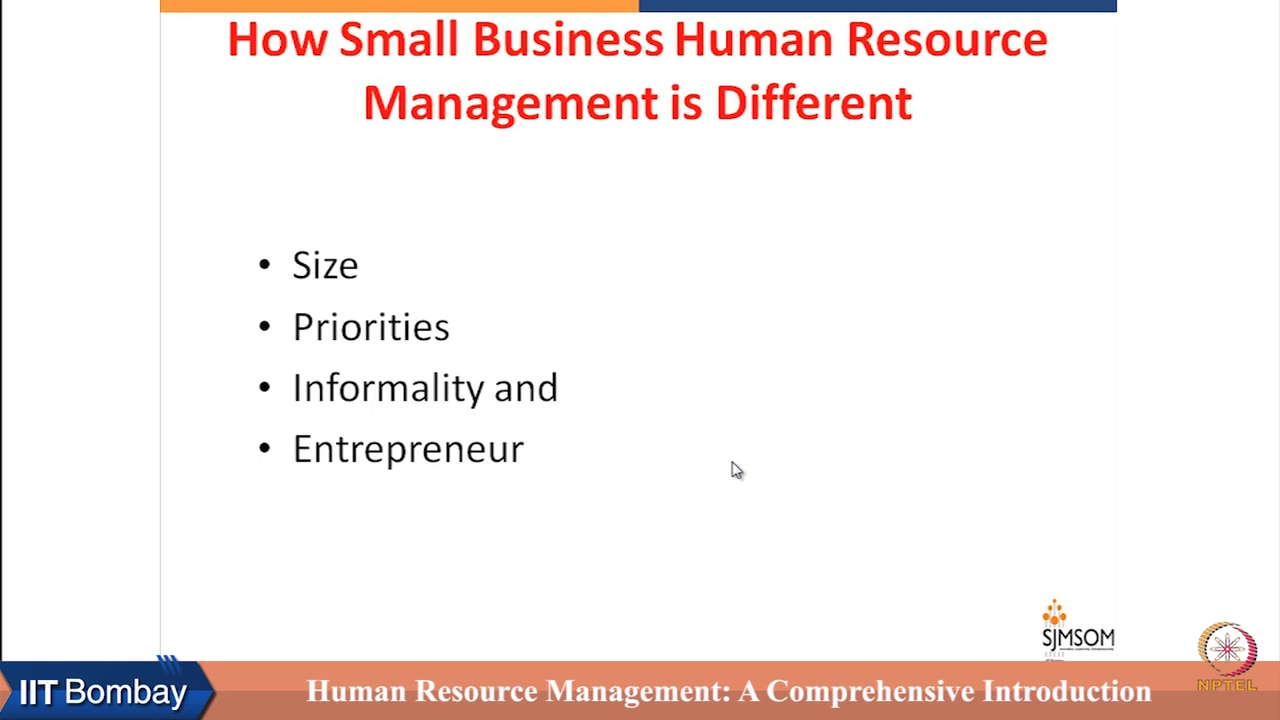 How Small Business Human Resource
Management is Different
• Size
• Priorities
• Informality and
• Entrepreneur
SJMSOM
IIT Bombay
Human Resource Management: A Comprehensive Introduction
NPTEL